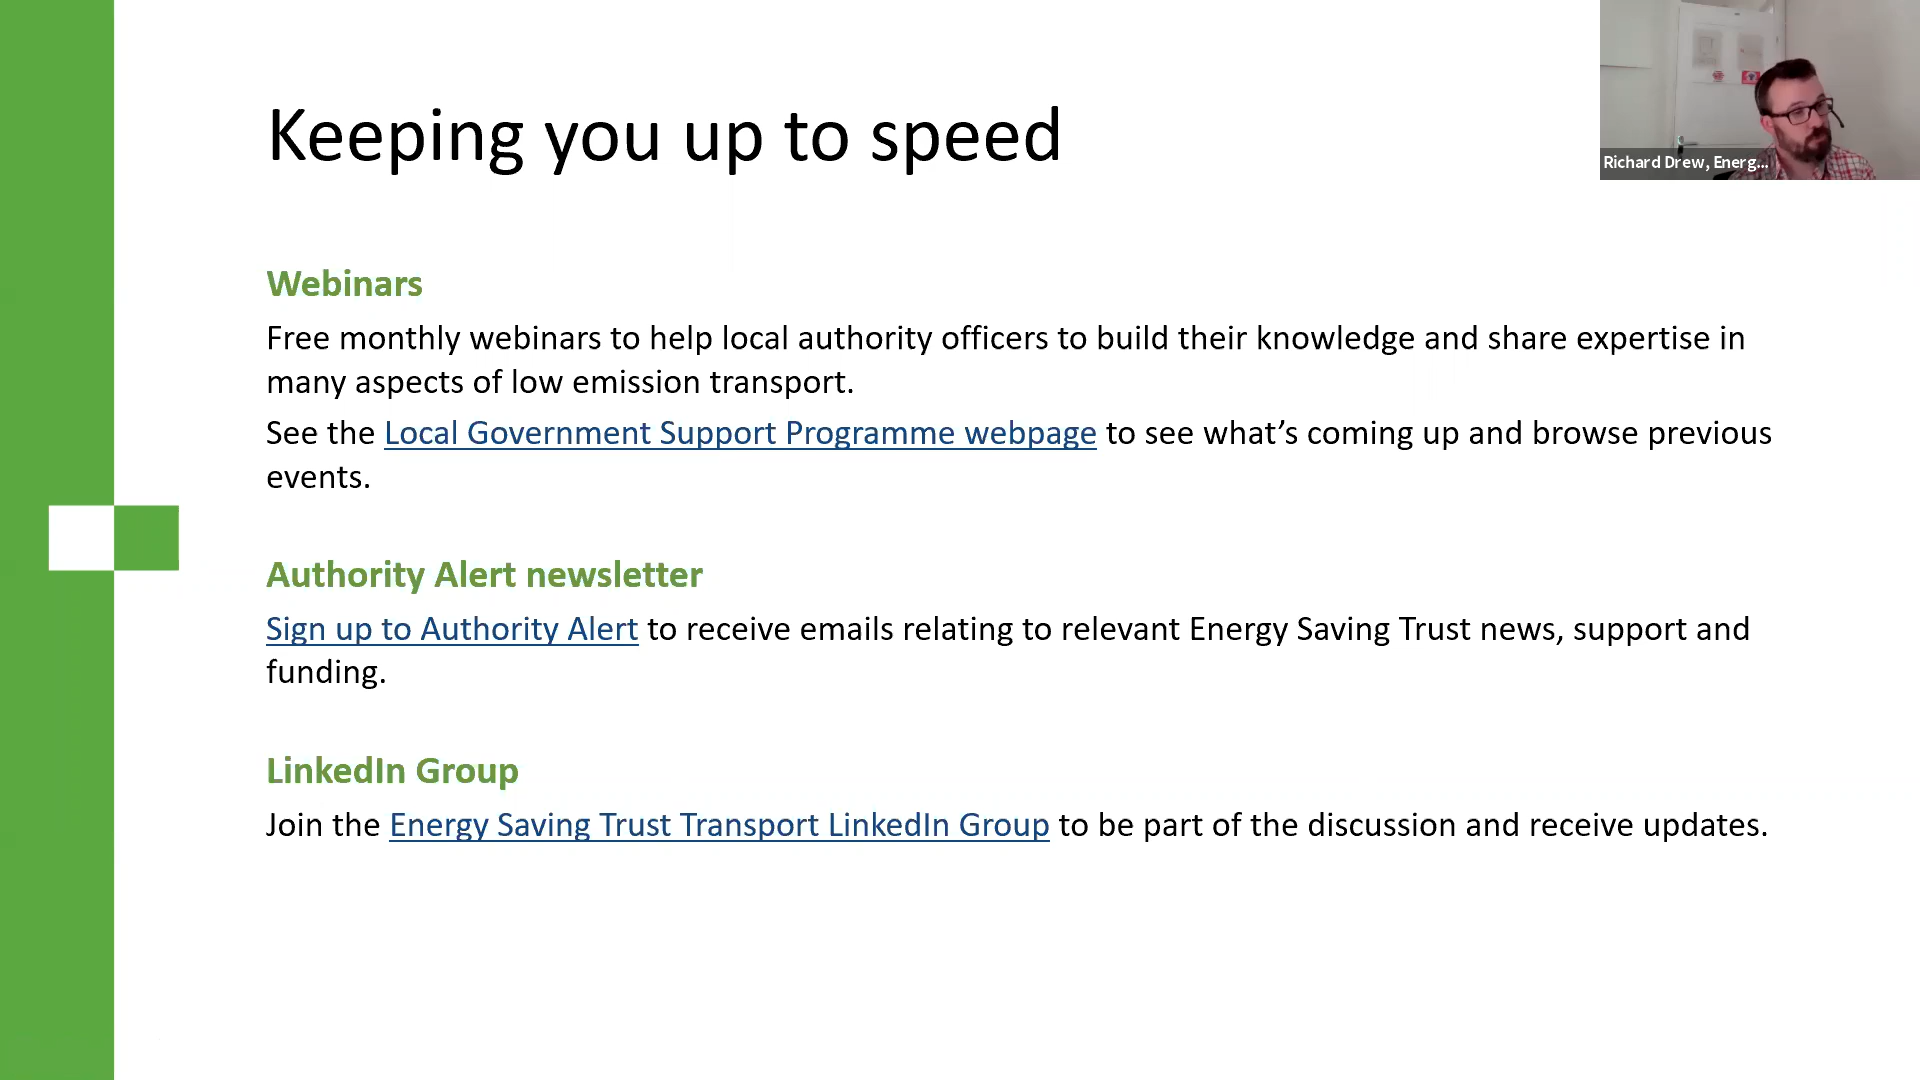 Keeping you up to speed
Richard Drew, Energ...
Webinars
Free monthly webinars to help local authority officers to build their knowledge and share expertise in
many aspects of low emission transport.
See the Local Government Support Programme webpage to see what’s coming up and browse previous
events.
Authority Alert newsletter
Sign up to Authority Alert to receive emails relating to relevant Energy Saving Trust news, support and
funding.
LinkedIn Group
Join the Energy Saving Trust Transport LinkedIn Group to be part of the discussion and receive updates.